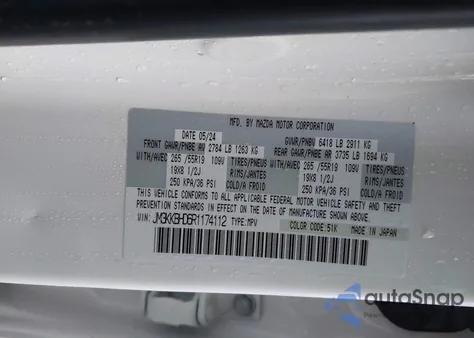 MFD. BY MAZDA MOTOR CORPORATION
DATE 05/24 GVWR/PNBV 6418 LB 2911 KG
FRONT GAWR/PNBE AV 2784 LB 1260 KG REAR GAWR/PNBE AR 3735 LB 1694 KG
WITH/AVEC 265 /55R19 109V TIRES/PNEUS WITH/AVEC 265 /55R19 109V TIRES/PNEUS
19X8 1/2J RIMS/JANTES 19X8 1/2J
250 KPA/36 PSI COLD/A FROID 250 KPA/36 PSI COLD/A FROID
THIS VEHICLE CONFORMS TO ALL APPLICABLE FEDERAL MOTOR VEHICLE SAFETY AND THEFT
PREVENTION STANDARDS IN EFFECT ON THE DATE OF MANUFACTURE SHOWN ABOVE.
VIN: JM3KKBHD6R1174112 TYPE: MPV COLOR CODE: 51K MADE IN JAPAN
autoSnap